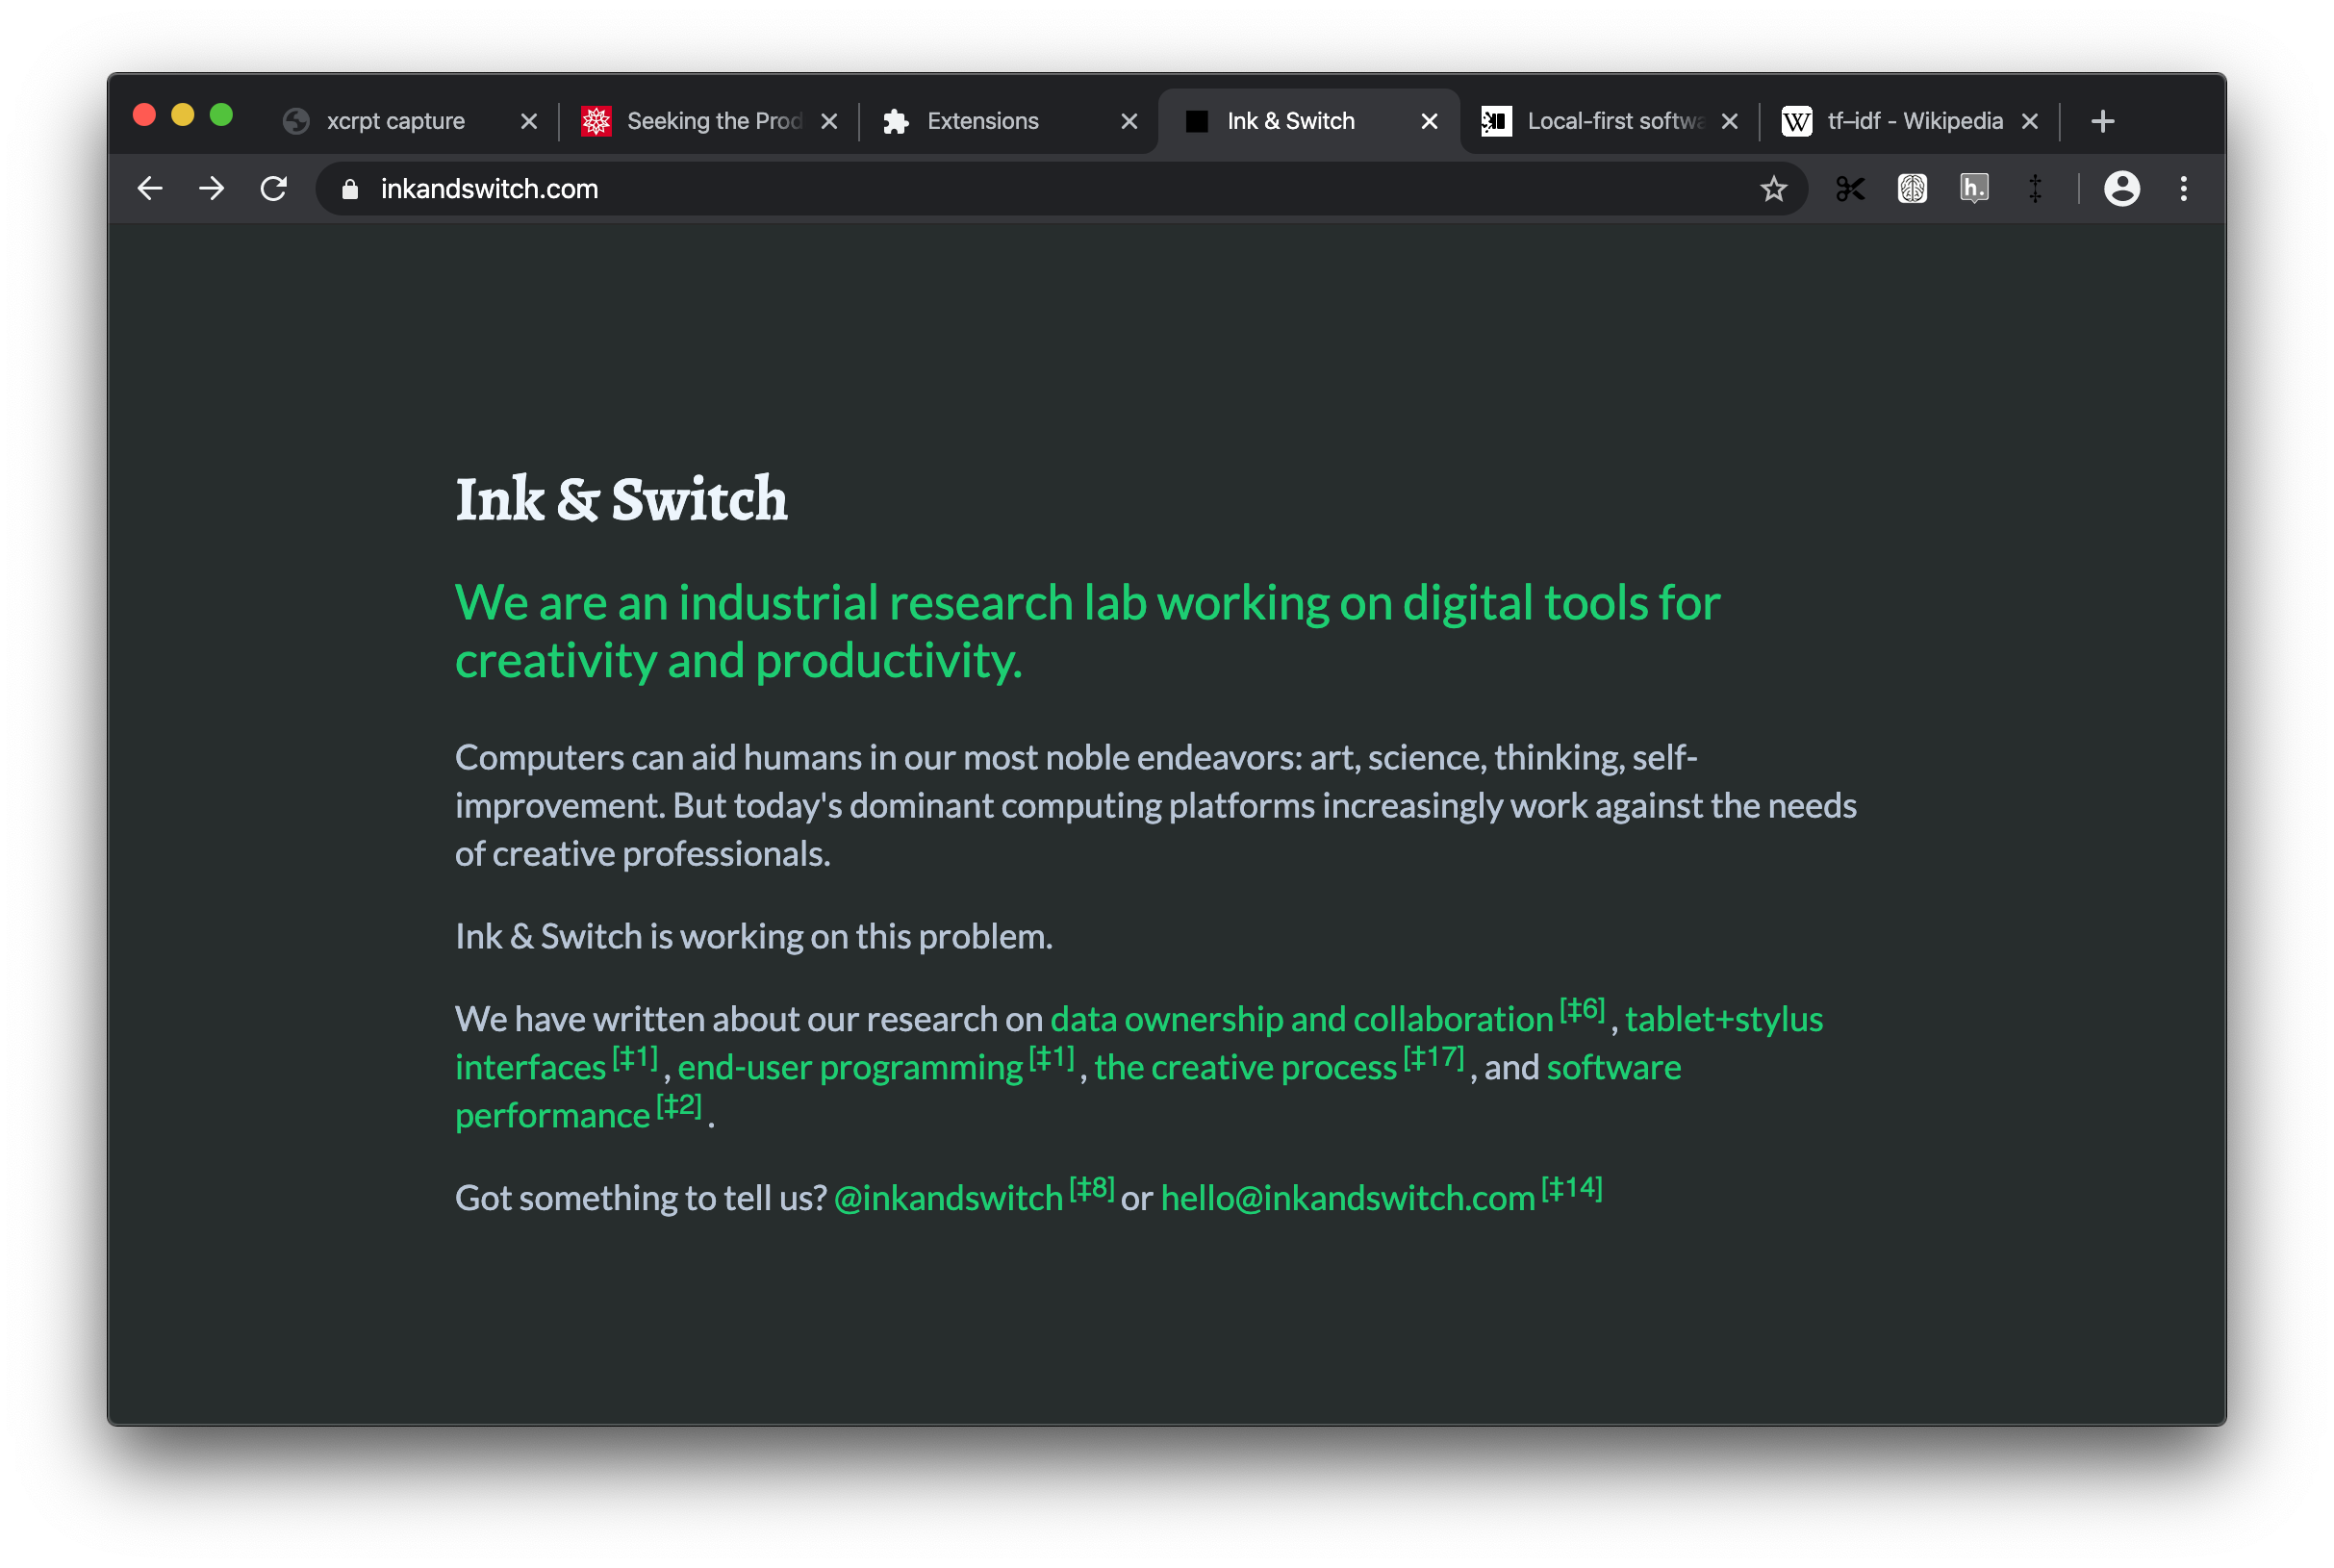 xcrpt capture
Seeking the Prod
Extensions
Ink & Switch
Local-first softwa
W tf–idf - Wikipedia
inkandswitch.com
h.
Ink & Switch
We are an industrial research lab working on digital tools for
creativity and productivity.
Computers can aid humans in our most noble endeavors: art, science, thinking, self-
improvement. But today's dominant computing platforms increasingly work against the needs
of creative professionals.
Ink & Switch is working on this problem.
We have written about our research on data ownership and collaboration [‡6] , tablet+stylus
interfaces [‡1] , end-user programming [‡1] , the creative process [‡17] , and software
performance [‡2] .
Got something to tell us? @inkandswitch [‡8] or hello@inkandswitch.com [‡14]